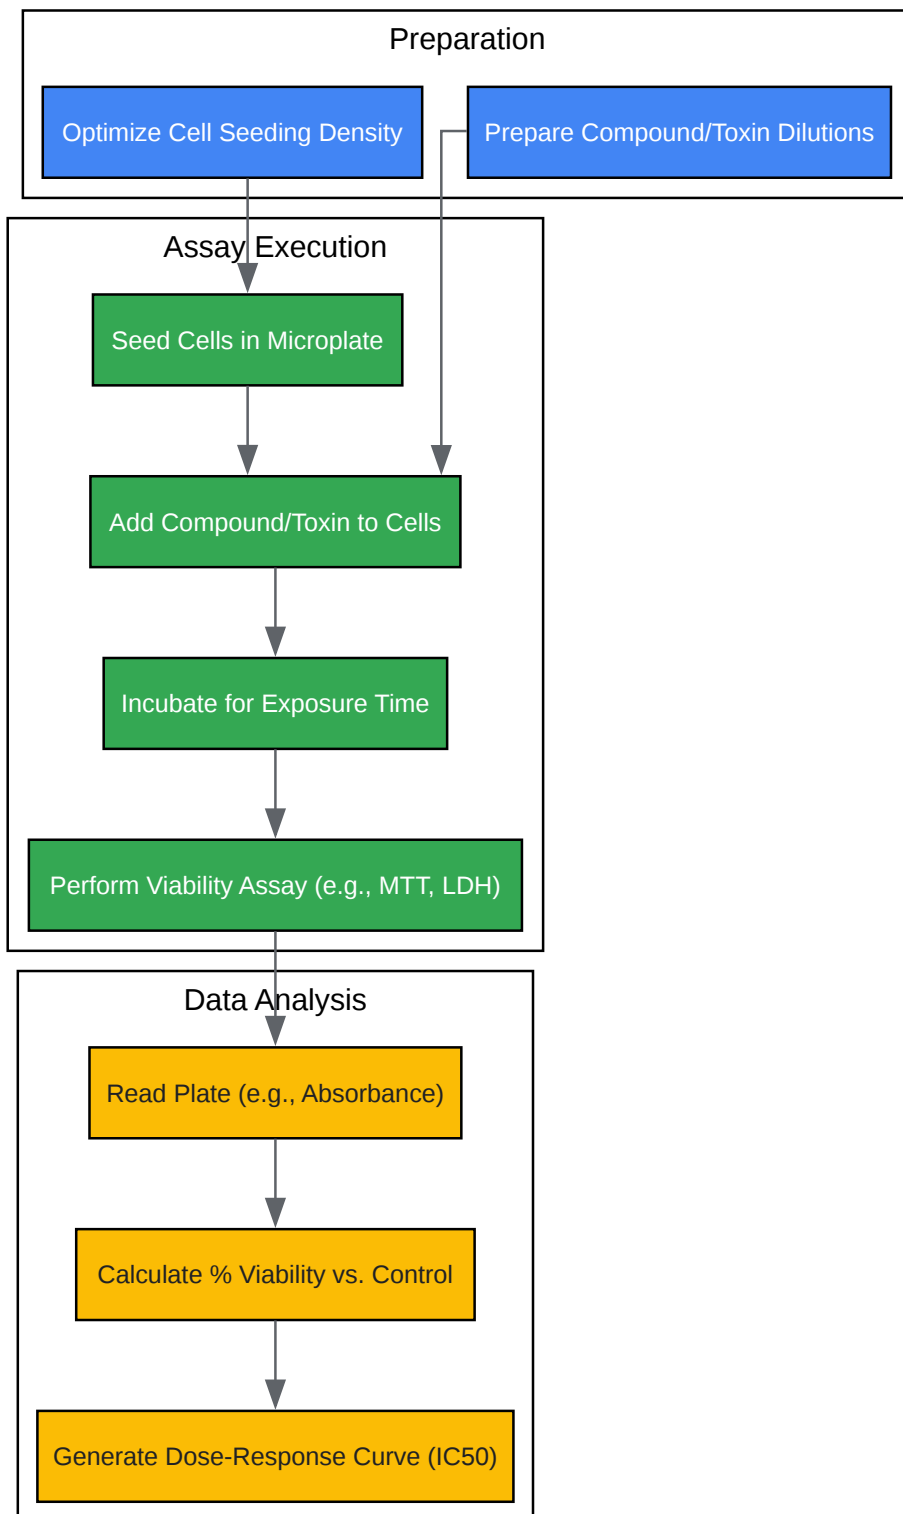 Preparation
Optimize Cell Seeding Density
Prepare Compound/Toxin Dilutions
Assay Execution
Seed Cells in Microplate
Add Compound/Toxin to Cells
Incubate for Exposure Time
Perform Viability Assay (e.g., MTT, LDH)
Data Analysis
Read Plate (e.g., Absorbance)
Calculate % Viability vs. Control
Generate Dose-Response Curve (IC50)